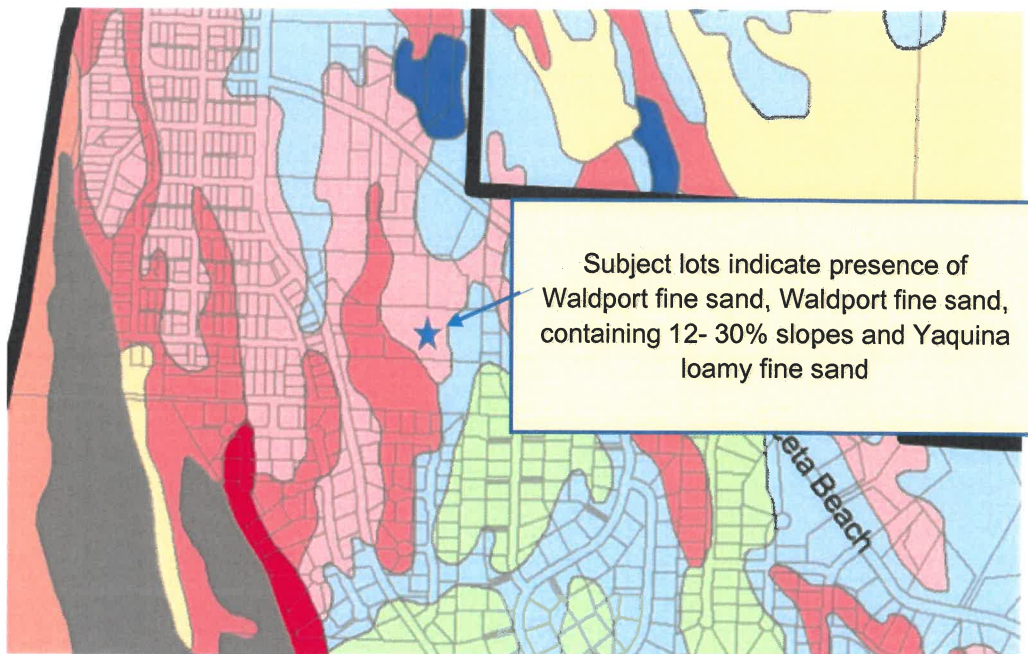 Subject lots indicate presence of
Waldport fine sand, Waldport fine sand,
containing 12- 30% slopes and Yaquina
loamy fine sand
Beach